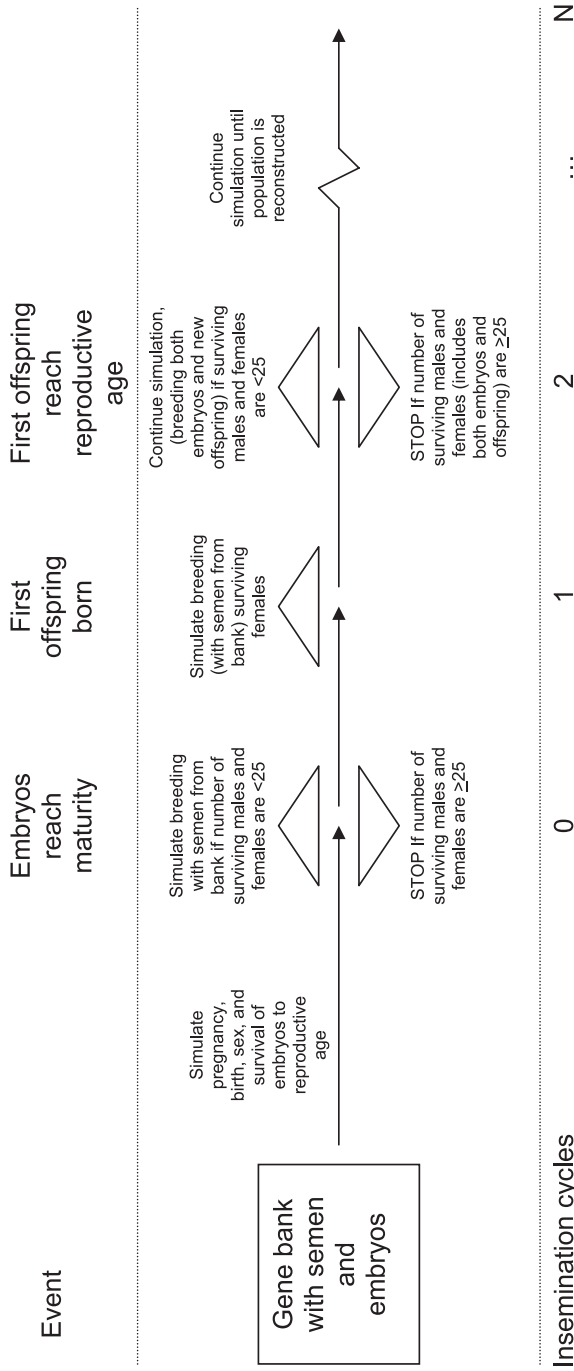 Event
Embryos
reach
maturity
First
offspring
born
First offspring
reach
reproductive
age
Gene bank
with semen
and
embryos
Simulate
pregnancy,
birth, sex, and
survival of
embryos to
reproductive
age
Simulate breeding
with semen from
bank if number of
surviving males and
females are <25
STOP If number of
surviving males and
females are ≥25
Simulate breeding
(with semen from
bank) surviving
females
Continue simulation,
(breeding both
embryos and new
offspring) if surviving
males and females
are <25
STOP If number of
surviving males and
females (includes
both embryos and
offspring) are ≥25
Continue
simulation until
population is
reconstructed
Insemination cycles
0
1
2
...
N